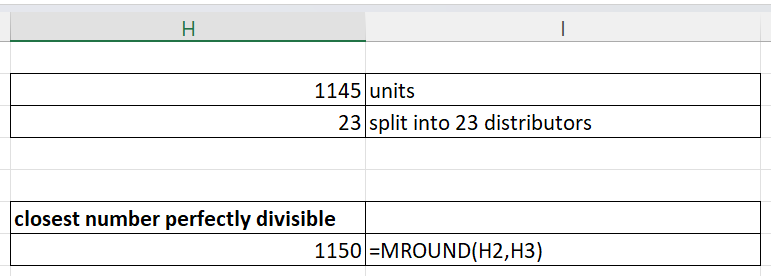 H I
1145 units
23 split into 23 distributors
closest number perfectly divisible
1150 =MROUND(H2,H3)